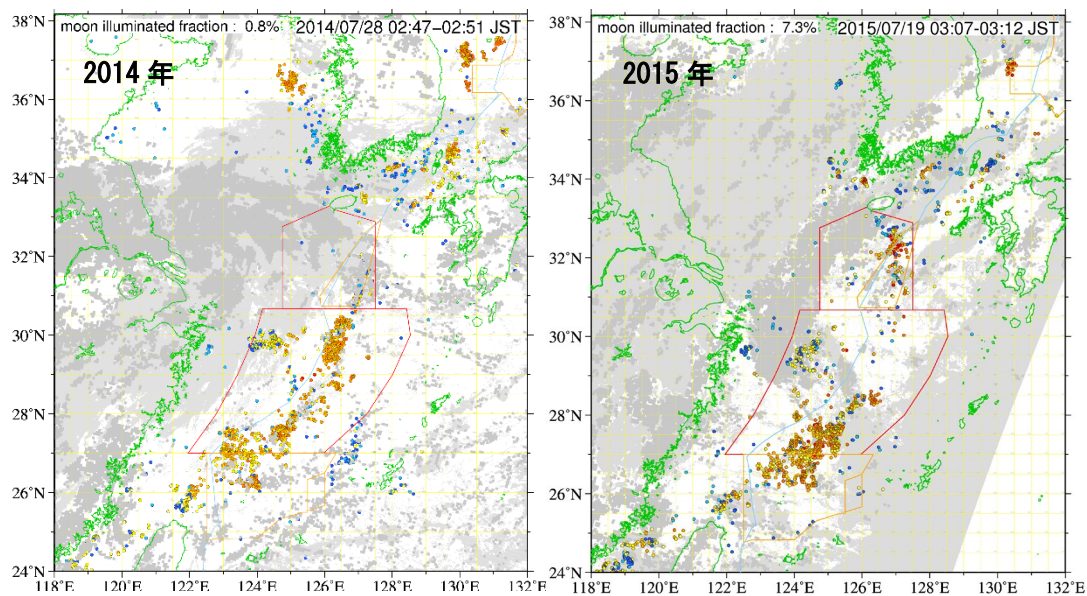 moon illuminated fraction : 0.8% 2014/07/28 02:47-02:51 JST
2014 年
38°N
36°N
34°N
32°N
30°N
28°N
26°N
24°N
118°E 120°E 122°E 124°E 126°E 128°E 130°E 132°E
moon illuminated fraction : 7.3% 2015/07/19 03:07-03:12 JST
2015 年
38°N
36°N
34°N
32°N
30°N
28°N
26°N
24°N
118°E 120°E 122°E 124°E 126°E 128°E 130°E 132°E